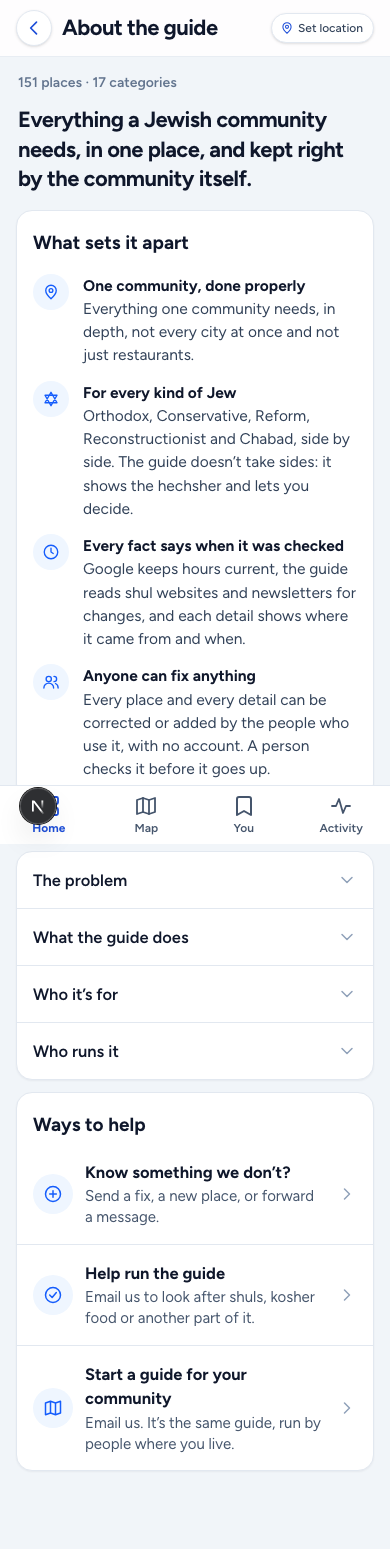 About the guide
Set location
151 places · 17 categories
Everything a Jewish community
needs, in one place, and kept right
by the community itself.
What sets it apart
One community, done properly
Everything one community needs, in
depth, not every city at once and not
just restaurants.
For every kind of Jew
Orthodox, Conservative, Reform,
Reconstructionist and Chabad, side by
side. The guide doesn’t take sides: it
shows the hechsher and lets you
decide.
Every fact says when it was checked
Google keeps hours current, the guide
reads shul websites and newsletters for
changes, and each detail shows where
it came from and when.
Anyone can fix anything
Every place and every detail can be
corrected or added by the people who
use it, with no account. A person
checks it before it goes up.
N
Home
Map
You
Activity
The problem
What the guide does
Who it’s for
Who runs it
Ways to help
Know something we don’t?
Send a fix, a new place, or forward
a message.
Help run the guide
Email us to look after shuls, kosher
food or another part of it.
Start a guide for your
community
Email us. It’s the same guide, run by
people where you live.